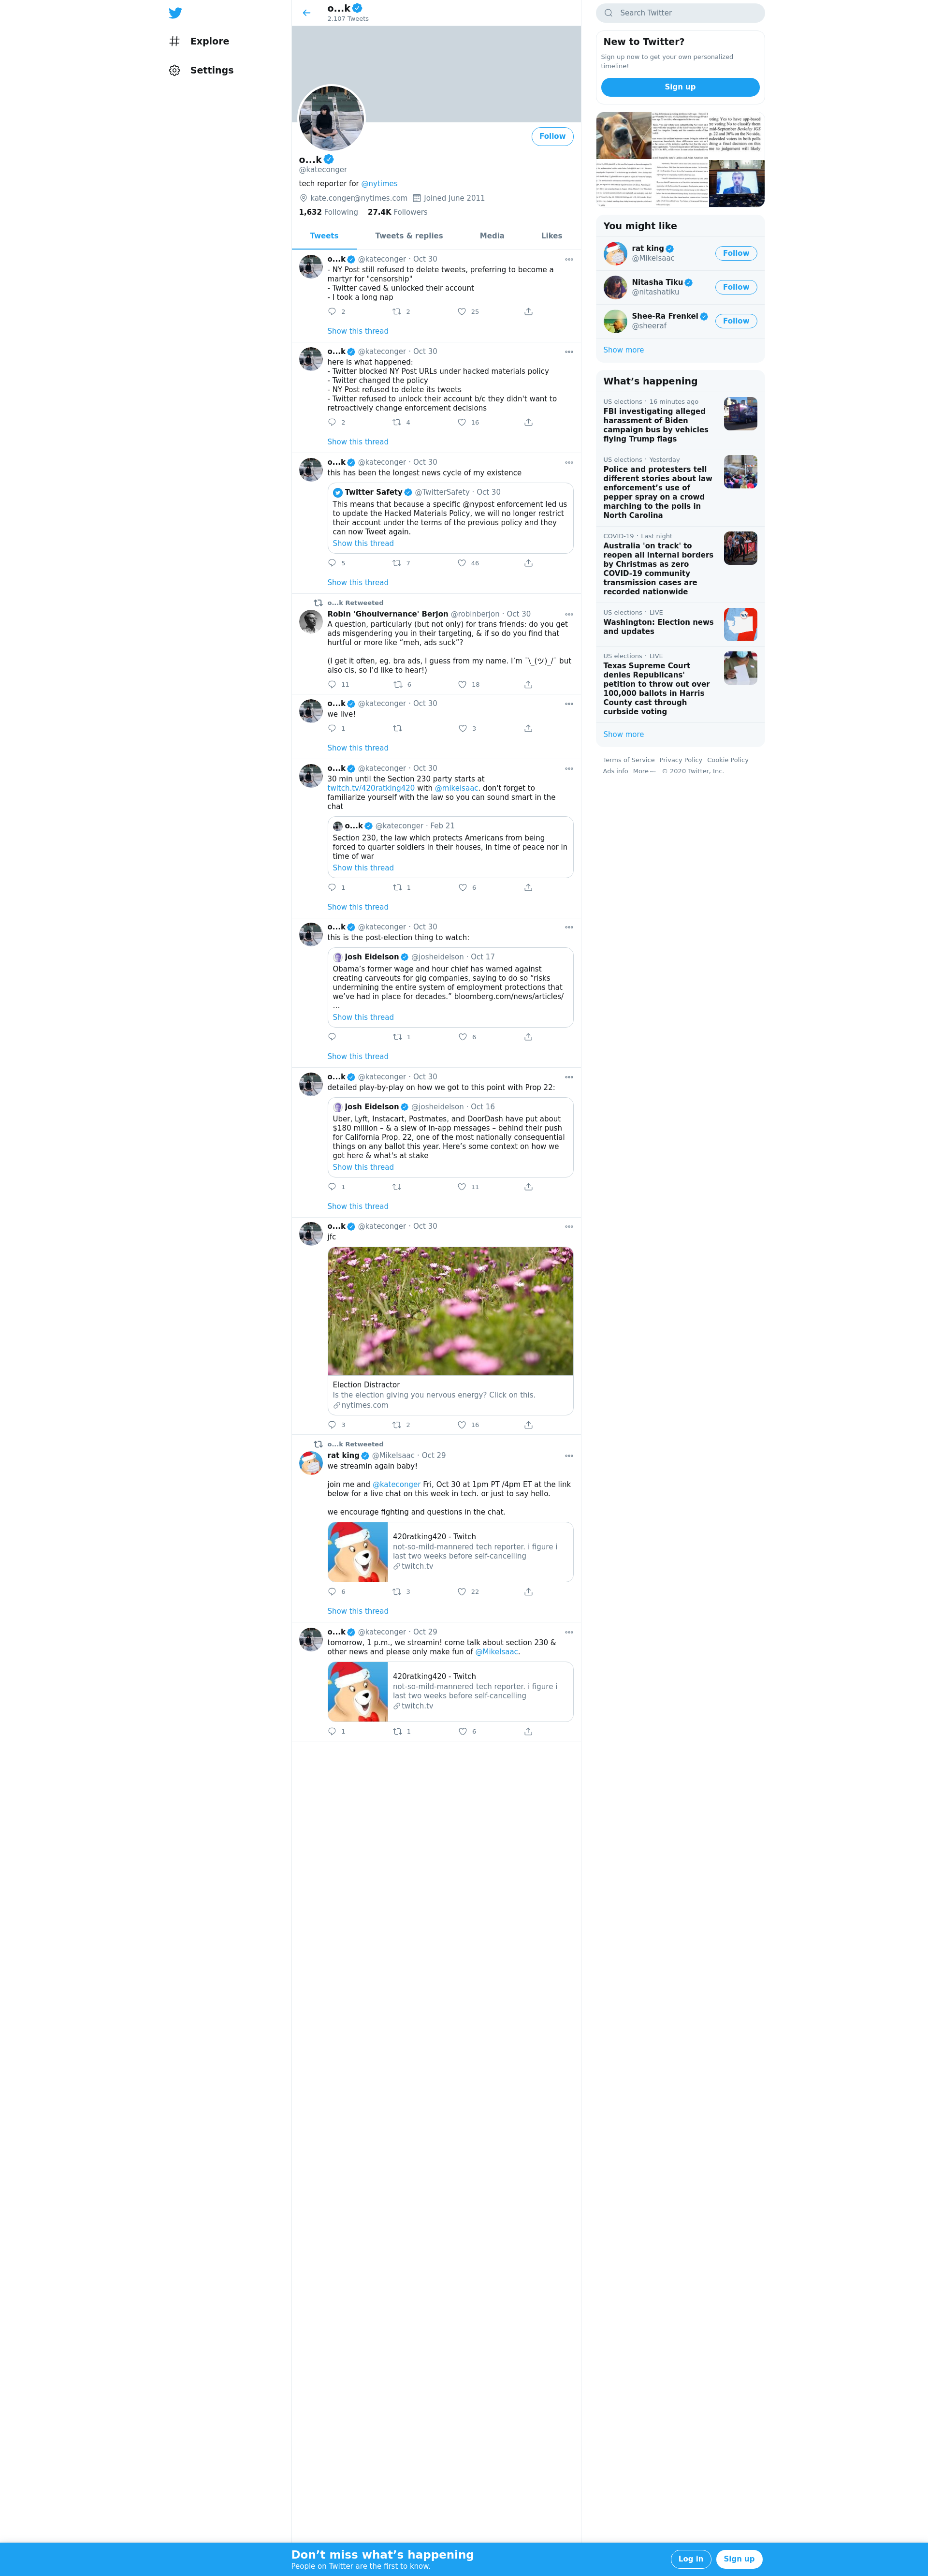 Explore
Settings
o...k
2,107 Tweets
Follow
o...k
@kateconger
tech reporter for @nytimes
kate.conger@nytimes.com Joined June 2011
1,632 Following 27.4K Followers
Tweets Tweets & replies Media Likes
o...k @kateconger · Oct 30
- NY Post still refused to delete tweets, preferring to become a
martyr for "censorship"
- Twitter caved & unlocked their account
- I took a long nap
2 2 25
Show this thread
o...k @kateconger · Oct 30
here is what happened:
- Twitter blocked NY Post URLs under hacked materials policy
- Twitter changed the policy
- NY Post refused to delete its tweets
- Twitter refused to unlock their account b/c they didn't want to
retroactively change enforcement decisions
2 4 16
Show this thread
o...k @kateconger · Oct 30
this has been the longest news cycle of my existence
Twitter Safety @TwitterSafety · Oct 30
This means that because a specific @nypost enforcement led us
to update the Hacked Materials Policy, we will no longer restrict
their account under the terms of the previous policy and they
can now Tweet again.
Show this thread
5 7 46
Show this thread
o...k Retweeted
Robin 'Ghoulvernance' Berjon @robinberjon · Oct 30
A question, particularly (but not only) for trans friends: do you get
ads misgendering you in their targeting, & if so do you find that
hurtful or more like “meh, ads suck”?
(I get it often, eg. bra ads, I guess from my name. I’m ¯\_(ツ)_/¯ but
also cis, so I’d like to hear!)
11 6 18
o...k @kateconger · Oct 30
we live!
1 3
Show this thread
o...k @kateconger · Oct 30
30 min until the Section 230 party starts at
twitch.tv/420ratking420 with @mikeisaac. don't forget to
familiarize yourself with the law so you can sound smart in the
chat
o...k @kateconger · Feb 21
Section 230, the law which protects Americans from being
forced to quarter soldiers in their houses, in time of peace nor in
time of war
Show this thread
1 1 6
Show this thread
o...k @kateconger · Oct 30
this is the post-election thing to watch:
Josh Eidelson @josheidelson · Oct 17
Obama’s former wage and hour chief has warned against
creating carveouts for gig companies, saying to do so “risks
undermining the entire system of employment protections that
we’ve had in place for decades.” bloomberg.com/news/articles/
...
Show this thread
1 6
Show this thread
o...k @kateconger · Oct 30
detailed play-by-play on how we got to this point with Prop 22:
Josh Eidelson @josheidelson · Oct 16
Uber, Lyft, Instacart, Postmates, and DoorDash have put about
$180 million – & a slew of in-app messages – behind their push
for California Prop. 22, one of the most nationally consequential
things on any ballot this year. Here’s some context on how we
got here & what's at stake
Show this thread
1 11
Show this thread
o...k @kateconger · Oct 30
jfc
Election Distractor
Is the election giving you nervous energy? Click on this.
nytimes.com
3 2 16
o...k Retweeted
rat king @MikeIsaac · Oct 29
we streamin again baby!
join me and @kateconger Fri, Oct 30 at 1pm PT /4pm ET at the link
below for a live chat on this week in tech. or just to say hello.
we encourage fighting and questions in the chat.
420ratking420 - Twitch
not-so-mild-mannered tech reporter. i figure i
last two weeks before self-cancelling
twitch.tv
6 3 22
Show this thread
o...k @kateconger · Oct 29
tomorrow, 1 p.m., we streamin! come talk about section 230 &
other news and please only make fun of @MikeIsaac.
420ratking420 - Twitch
not-so-mild-mannered tech reporter. i figure i
last two weeks before self-cancelling
twitch.tv
1 1 6
Search Twitter
New to Twitter?
Sign up now to get your own personalized
timeline!
Sign up
You might like
rat king
@MikeIsaac
Follow
Nitasha Tiku
@nitashatiku
Follow
Shee-Ra Frenkel
@sheeraf
Follow
Show more
What’s happening
US elections · 16 minutes ago
FBI investigating alleged
harassment of Biden
campaign bus by vehicles
flying Trump flags
US elections · Yesterday
Police and protesters tell
different stories about law
enforcement’s use of
pepper spray on a crowd
marching to the polls in
North Carolina
COVID-19 · Last night
Australia 'on track' to
reopen all internal borders
by Christmas as zero
COVID-19 community
transmission cases are
recorded nationwide
US elections · LIVE
Washington: Election news
and updates
US elections · LIVE
Texas Supreme Court
denies Republicans'
petition to throw out over
100,000 ballots in Harris
County cast through
curbside voting
Show more
Terms of Service Privacy Policy Cookie Policy
Ads info More © 2020 Twitter, Inc.
Don’t miss what’s happening
People on Twitter are the first to know.
Log in
Sign up